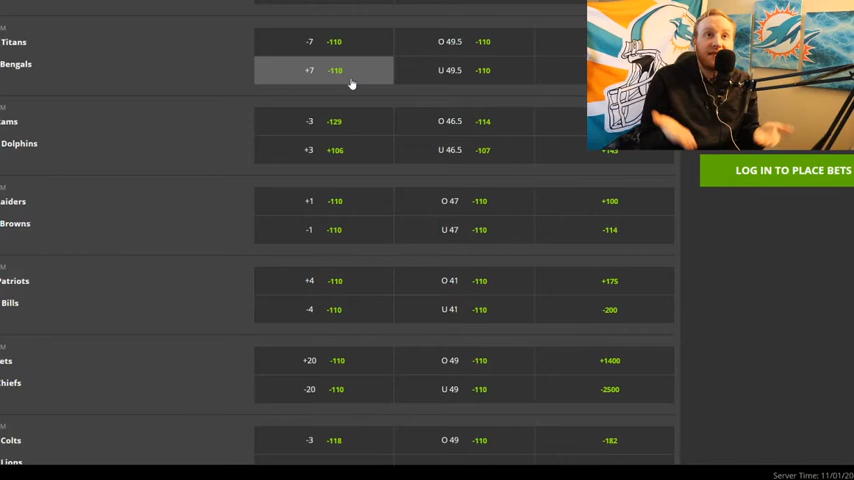 M
Titans -7 -110 O 49.5 -110
Bengals +7 -110 U 49.5 -110
M
ams -3 -129 O 46.5 -114
Dolphins +3 +106 U 46.5 -107 +143
M
aiders +1 -110 O 47 -110 +100
Browns -1 -110 U 47 -110 -114
M
Patriots +4 -110 O 41 -110 +175
Bills -4 -110 U 41 -110 -200
M
ets +20 -110 O 49 -110 +1400
Chiefs -20 -110 U 49 -110 -2500
M
Colts -3 -118 O 49 -110 -182
Lions
LOG IN TO PLACE BETS
Server Time: 11/01/20